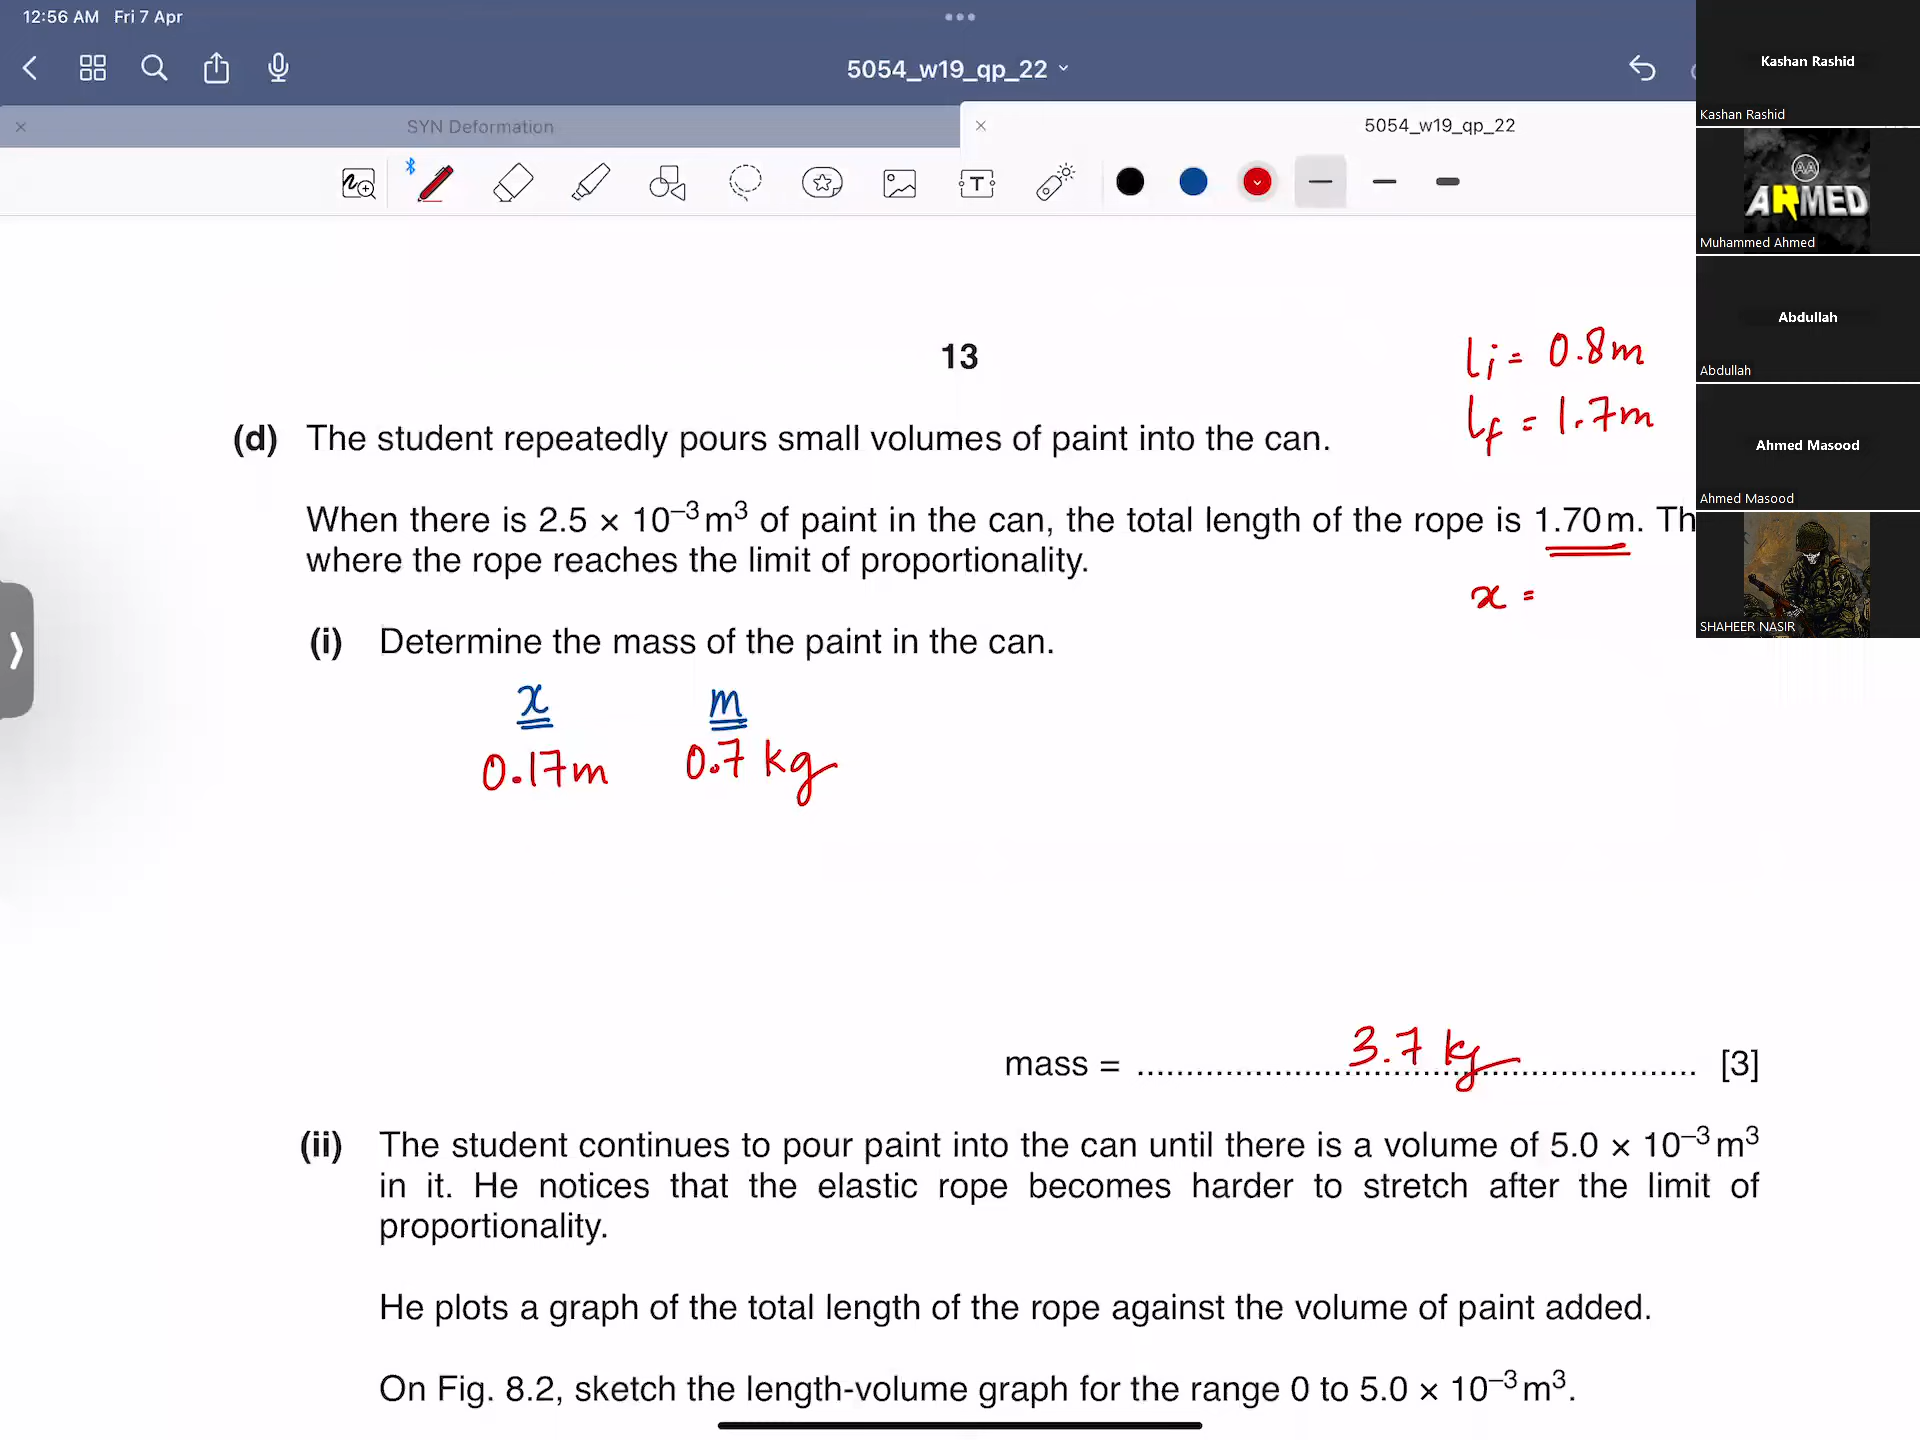 12:56 AM Fri 7 Apr
5054_w19_qp_22
SYN Deformation
5054_w19_qp_22
T
Kashan Rashid
Kashan Rashid
AA
AHMED
Muhammed Ahmed
Abdullah
Abdullah
Ahmed Masood
Ahmed Masood
SHAHEER NASIR
13
li = 0.8m
lf = 1.7m
(d) The student repeatedly pours small volumes of paint into the can.
When there is 2.5 × 10⁻³ m³ of paint in the can, the total length of the rope is 1.70 m. Th
where the rope reaches the limit of proportionality.
x =
(i) Determine the mass of the paint in the can.
x m
0.17m 0.7 kg
mass = 3.7 kg [3]
(ii) The student continues to pour paint into the can until there is a volume of 5.0 × 10⁻³ m³
in it. He notices that the elastic rope becomes harder to stretch after the limit of
proportionality.
He plots a graph of the total length of the rope against the volume of paint added.
On Fig. 8.2, sketch the length-volume graph for the range 0 to 5.0 × 10⁻³ m³.